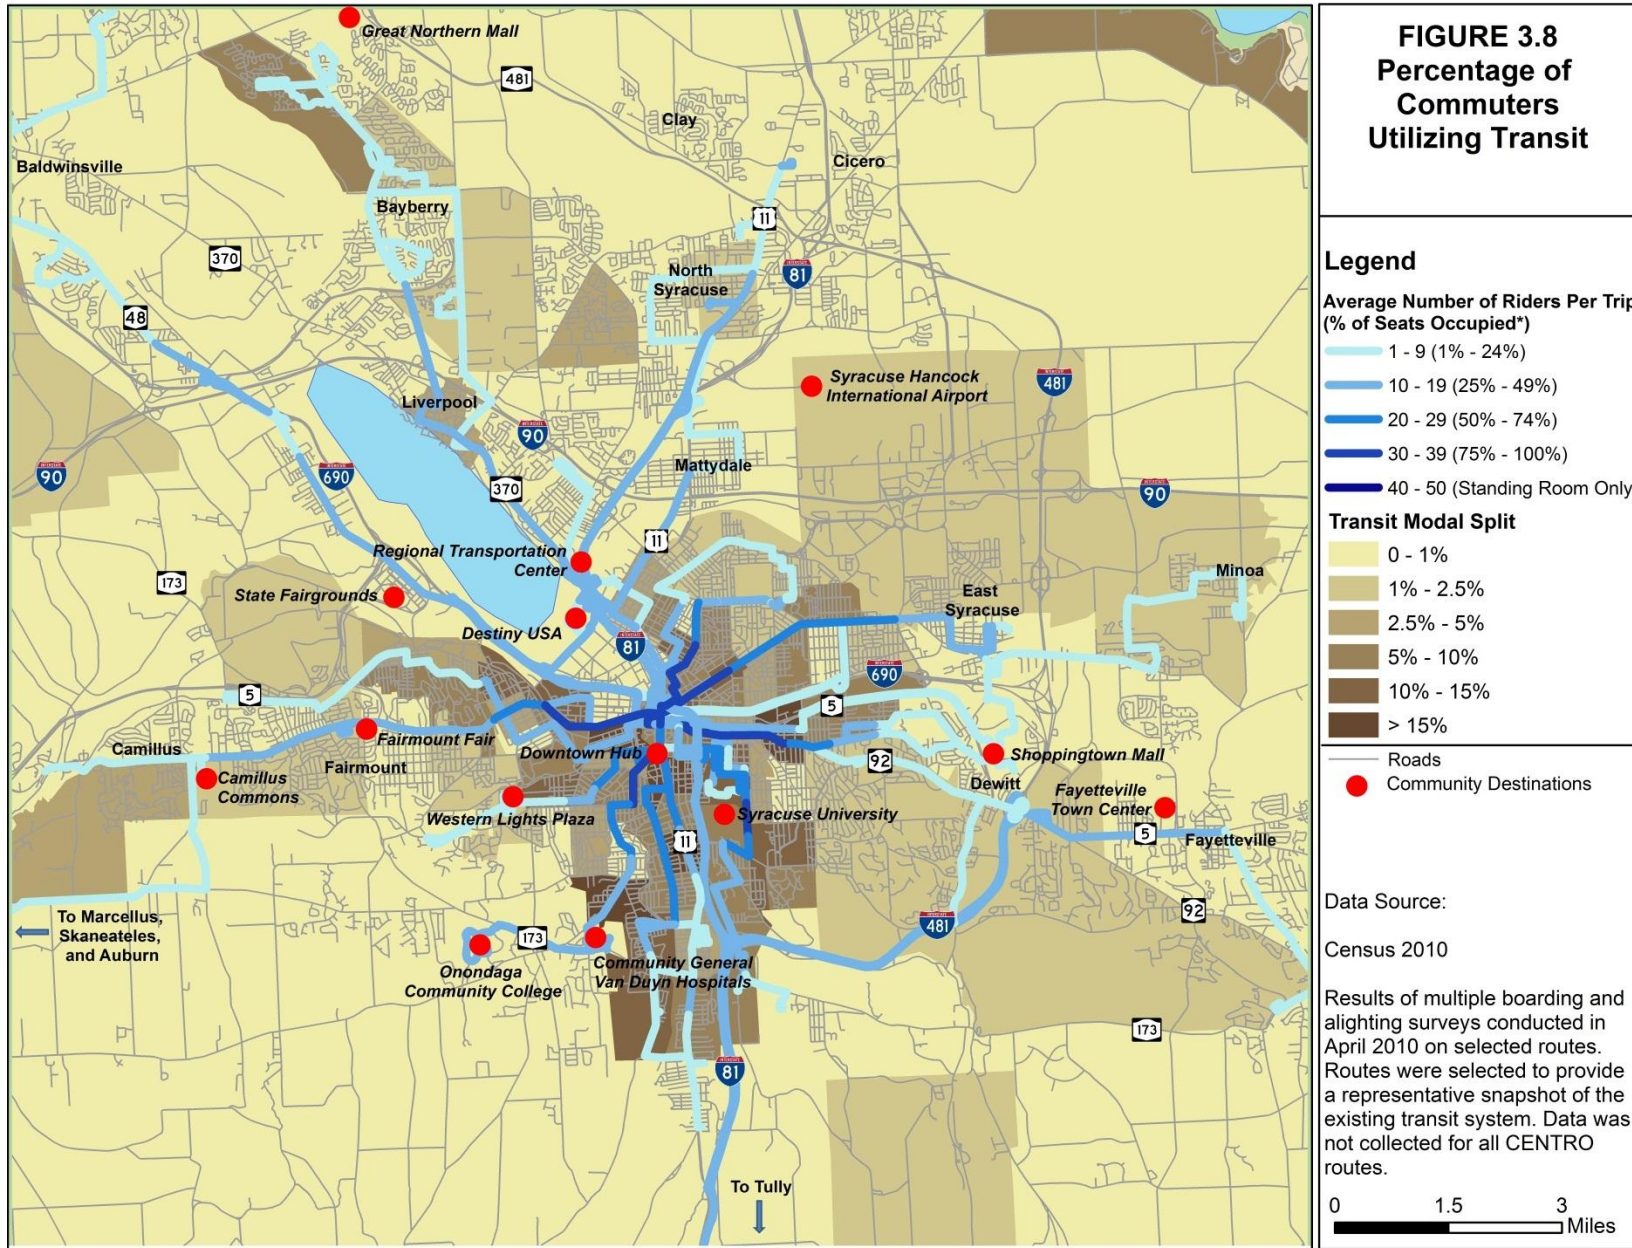 FIGURE 3.8
Percentage of
Commuters
Utilizing Transit
Legend
Average Number of Riders Per Trip
(% of Seats Occupied*)
1 - 9 (1% - 24%)
10 - 19 (25% - 49%)
20 - 29 (50% - 74%)
30 - 39 (75% - 100%)
40 - 50 (Standing Room Only
Transit Modal Split
0 - 1%
1% - 2.5%
2.5% - 5%
5% - 10%
10% - 15%
> 15%
Roads
Community Destinations
Data Source:
Census 2010
Results of multiple boarding and
alighting surveys conducted in
April 2010 on selected routes.
Routes were selected to provide
a representative snapshot of the
existing transit system. Data was
not collected for all CENTRO
routes.
0 1.5 3
Miles
Great Northern Mall
481
Clay
Cicero
Baldwinsville
Bayberry
11
370
North
Syracuse
81
48
Syracuse Hancock
International Airport
481
Liverpool
90
Mattydale
90
690
370
90
11
Regional Transportation
Center
173
State Fairgrounds
Minoa
East
Syracuse
Destiny USA
81
690
5
5
Camillus
Fairmount Fair
Fairmount
Downtown Hub
92
Shoppingtown Mall
Dewitt
Camillus
Commons
Western Lights Plaza
Syracuse University
Fayetteville
Town Center
5
Fayetteville
11
To Marcellus,
Skaneateles,
and Auburn
173
481
92
Onondaga
Community College
Community General
Van Duyn Hospitals
173
81
To Tully